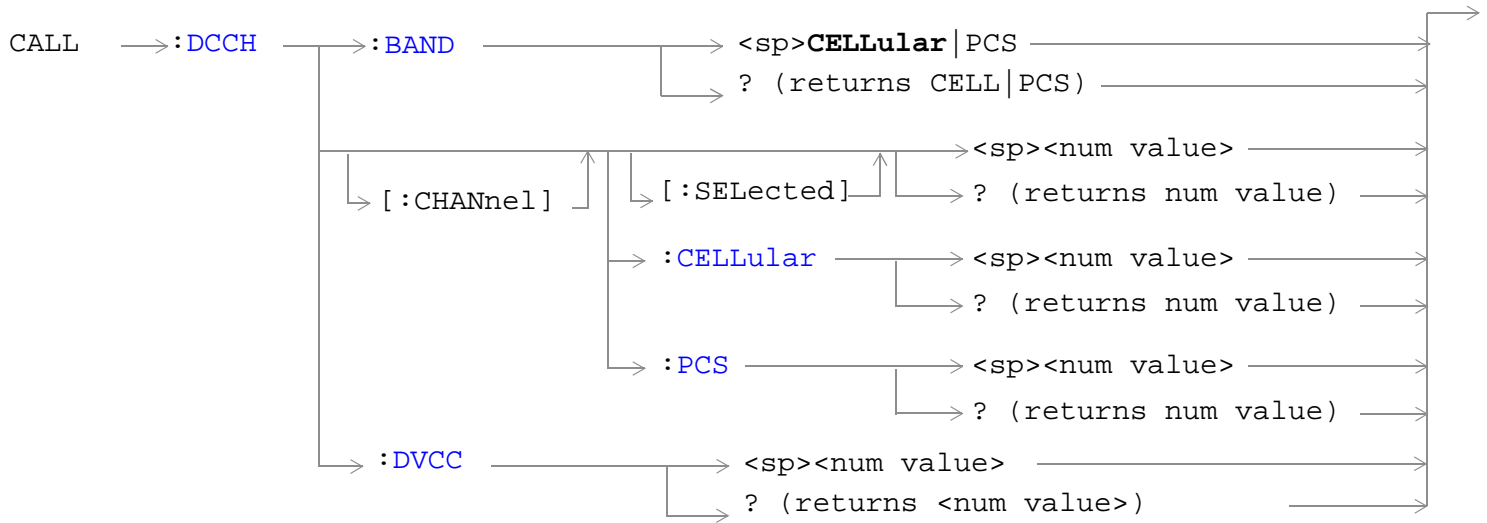 CALL :DCCH :BAND <sp>CELLular|PCS
? (returns CELL|PCS)
<sp><num value>
[:CHANnel] [:SELected] ? (returns num value)
:CELLular <sp><num value>
? (returns num value)
:PCS <sp><num value>
? (returns num value)
:DVCC <sp><num value>
? (returns <num value>)